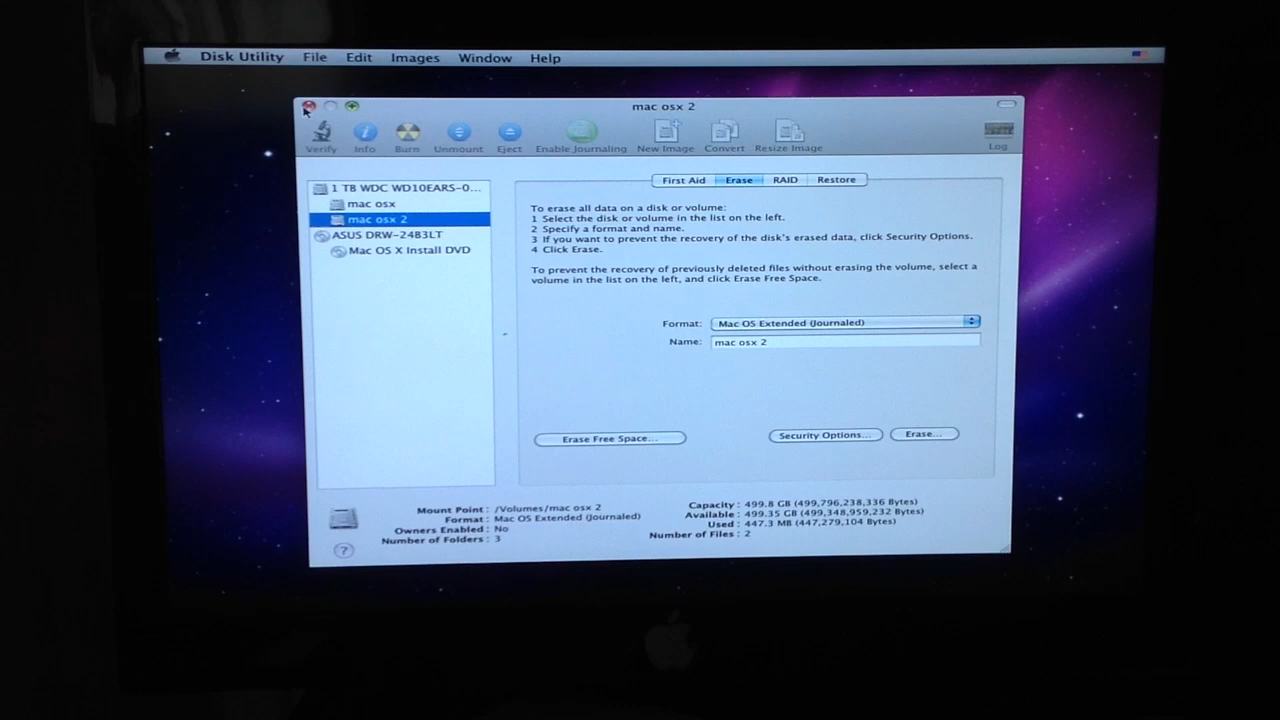 Disk Utility File Edit Images Window Help
mac osx 2
Verify Info Burn Unmount Eject Enable Journaling New Image Convert Resize Image Log
1 TB WDC WD10EARS-0...
mac osx
mac osx 2
ASUS DRW-24B3LT
Mac OS X Install DVD
First Aid Erase RAID Restore
To erase all data on a disk or volume:
1 Select the disk or volume in the list on the left.
2 Specify a format and name.
3 If you want to prevent the recovery of the disk's erased data, click Security Options.
4 Click Erase.
To prevent the recovery of previously deleted files without erasing the volume, select a
volume in the list on the left, and click Erase Free Space.
Format: Mac OS Extended (Journaled)
Name: mac osx 2
Erase Free Space... Security Options... Erase...
Mount Point : /Volumes/mac osx 2
Format : Mac OS Extended (Journaled)
Owners Enabled : No
Number of Folders : 3
Capacity : 499.8 GB (499,796,238,336 Bytes)
Available : 499.35 GB (499,348,959,232 Bytes)
Used : 447.3 MB (447,279,104 Bytes)
Number of Files : 2
?